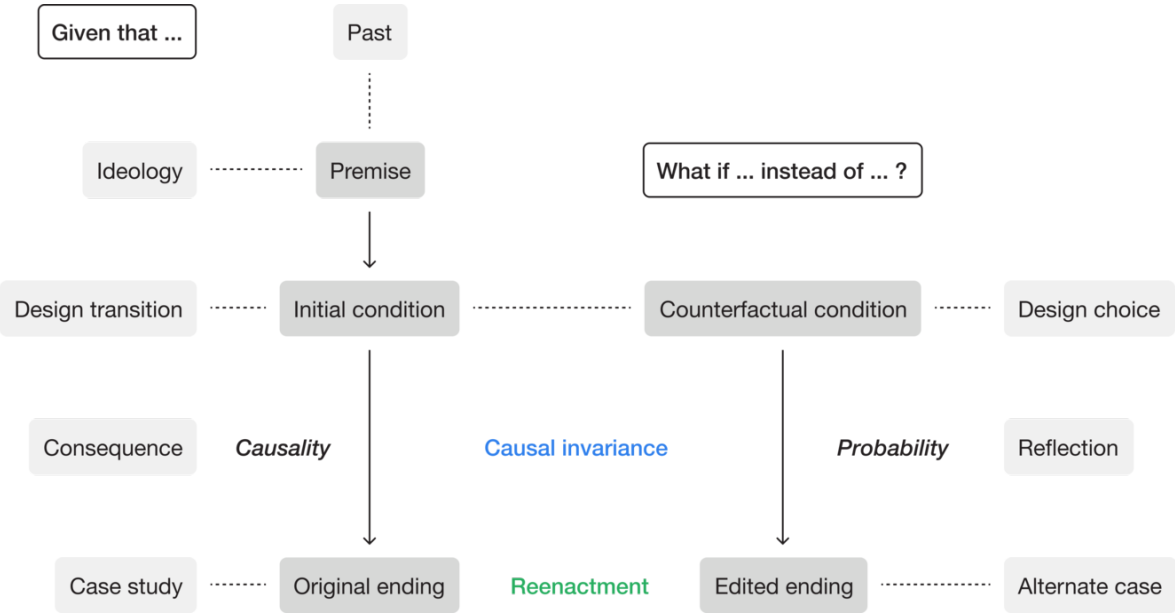 Given that ...
Past
Ideology
Premise
What if ... instead of ... ?
Design transition
Initial condition
Counterfactual condition
Design choice
Consequence
Causality
Causal invariance
Probability
Reflection
Case study
Original ending
Reenactment
Edited ending
Alternate case